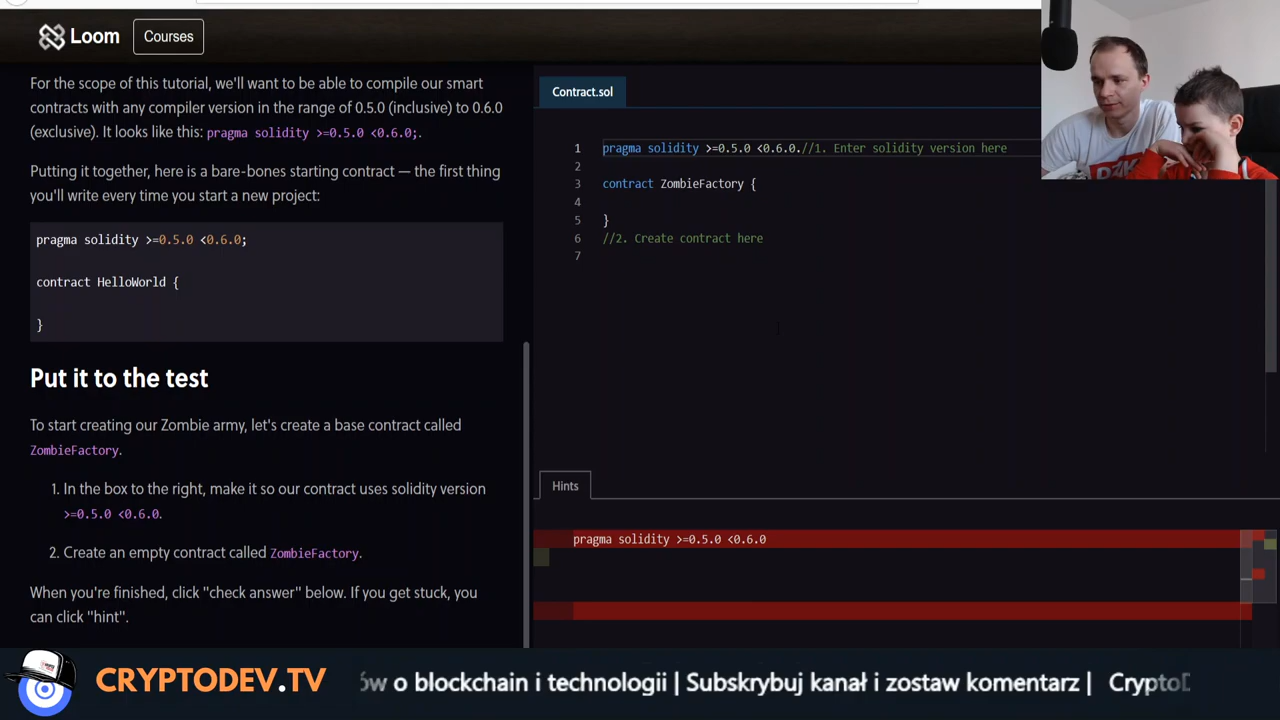 Loom
Courses
For the scope of this tutorial, we'll want to be able to compile our smart
contracts with any compiler version in the range of 0.5.0 (inclusive) to 0.6.0
(exclusive). It looks like this: pragma solidity >=0.5.0 <0.6.0;.
Putting it together, here is a bare-bones starting contract — the first thing
you'll write every time you start a new project:
pragma solidity >=0.5.0 <0.6.0;
contract HelloWorld {
}
Put it to the test
To start creating our Zombie army, let's create a base contract called
ZombieFactory.
1. In the box to the right, make it so our contract uses solidity version
>=0.5.0 <0.6.0.
2. Create an empty contract called ZombieFactory.
When you're finished, click "check answer" below. If you get stuck, you
can click "hint".
Contract.sol
1 pragma solidity >=0.5.0 <0.6.0.//1. Enter solidity version here
2
3 contract ZombieFactory {
4
5 }
6 //2. Create contract here
7
Hints
pragma solidity >=0.5.0 <0.6.0
CRYPTODEV.TV
ów o blockchain i technologii | Subskrybuj kanał i zostaw komentarz | CryptoD